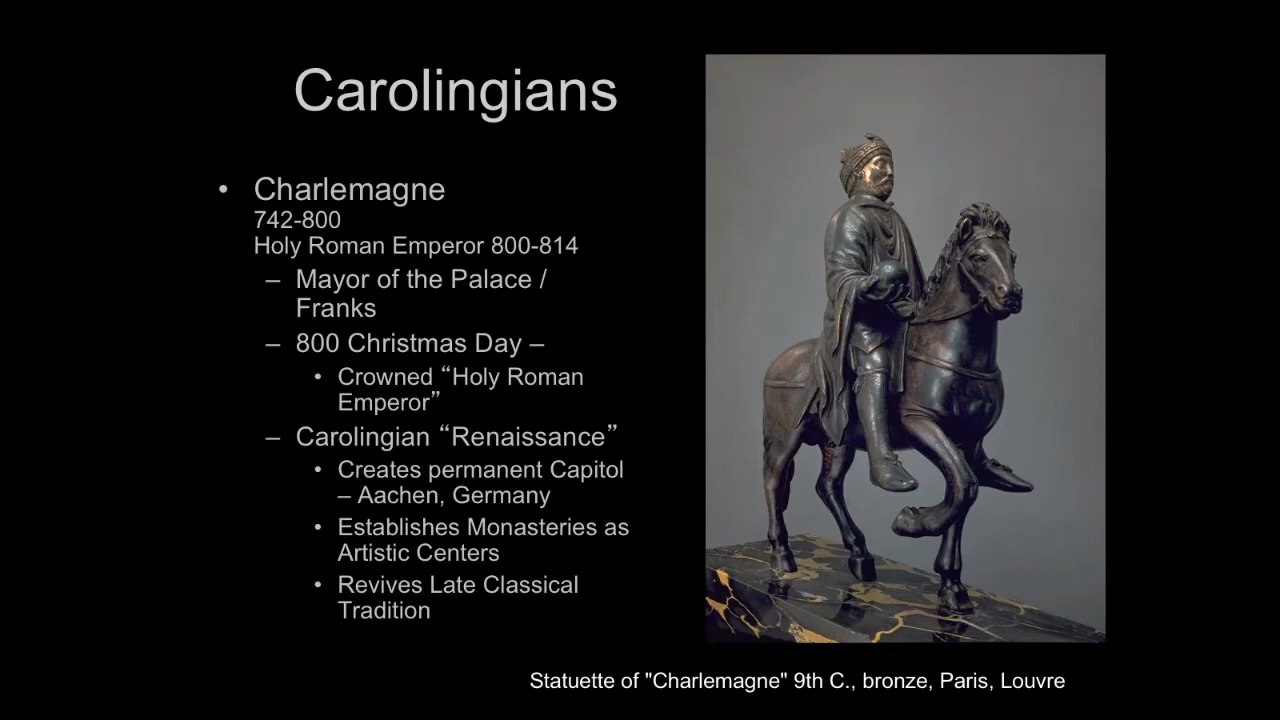 Carolingians
• Charlemagne
742-800
Holy Roman Emperor 800-814
– Mayor of the Palace /
Franks
– 800 Christmas Day –
• Crowned “Holy Roman
Emperor”
– Carolingian “Renaissance”
• Creates permanent Capitol
– Aachen, Germany
• Establishes Monasteries as
Artistic Centers
• Revives Late Classical
Tradition
Statuette of "Charlemagne" 9th C., bronze, Paris, Louvre